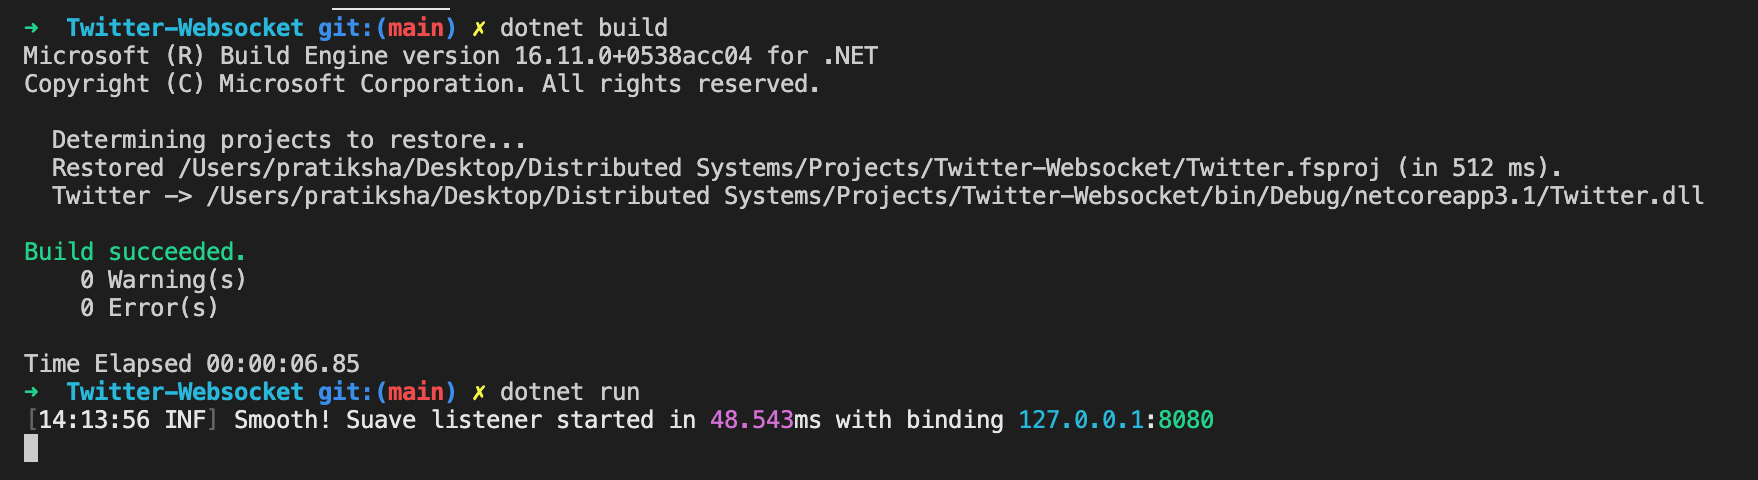 ➜  Twitter-Websocket git:(main) ✗ dotnet build
Microsoft (R) Build Engine version 16.11.0+0538acc04 for .NET
Copyright (C) Microsoft Corporation. All rights reserved.

  Determining projects to restore...
  Restored /Users/pratiksha/Desktop/Distributed Systems/Projects/Twitter-Websocket/Twitter.fsproj (in 512 ms).
  Twitter -> /Users/pratiksha/Desktop/Distributed Systems/Projects/Twitter-Websocket/bin/Debug/netcoreapp3.1/Twitter.dll

Build succeeded.
    0 Warning(s)
    0 Error(s)

Time Elapsed 00:00:06.85
➜  Twitter-Websocket git:(main) ✗ dotnet run
[14:13:56 INF] Smooth! Suave listener started in 48.543ms with binding 127.0.0.1:8080